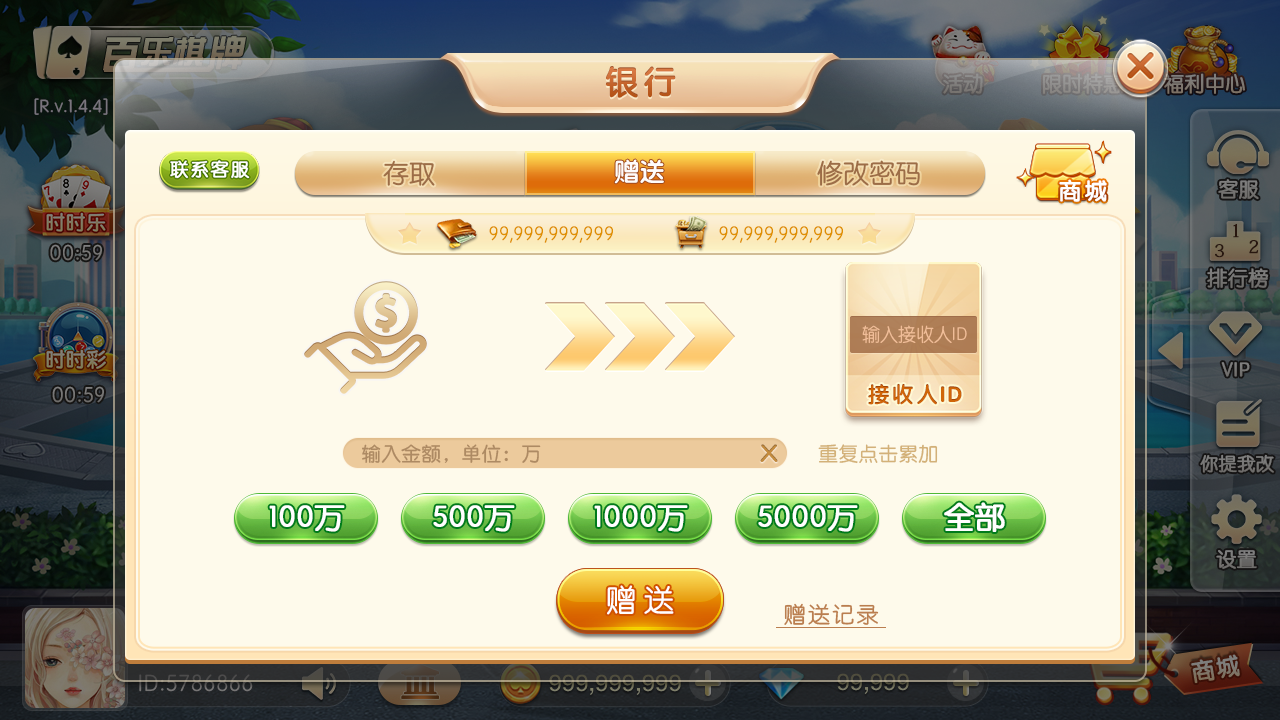 百乐棋牌
[R.v.1.4.4]
银行
活动
限时特惠
福利中心
联系客服
存取
赠送
修改密码
商城
99,999,999,999
99,999,999,999
时时乐
00:59
时时彩
00:59
输入接收人ID
接收人ID
输入金额，单位：万
重复点击累加
100万
500万
1000万
5000万
全部
赠送
赠送记录
客服
1
2
3
排行榜
VIP
你提我改
设置
ID:5786866
999,999,999
99,999
商城